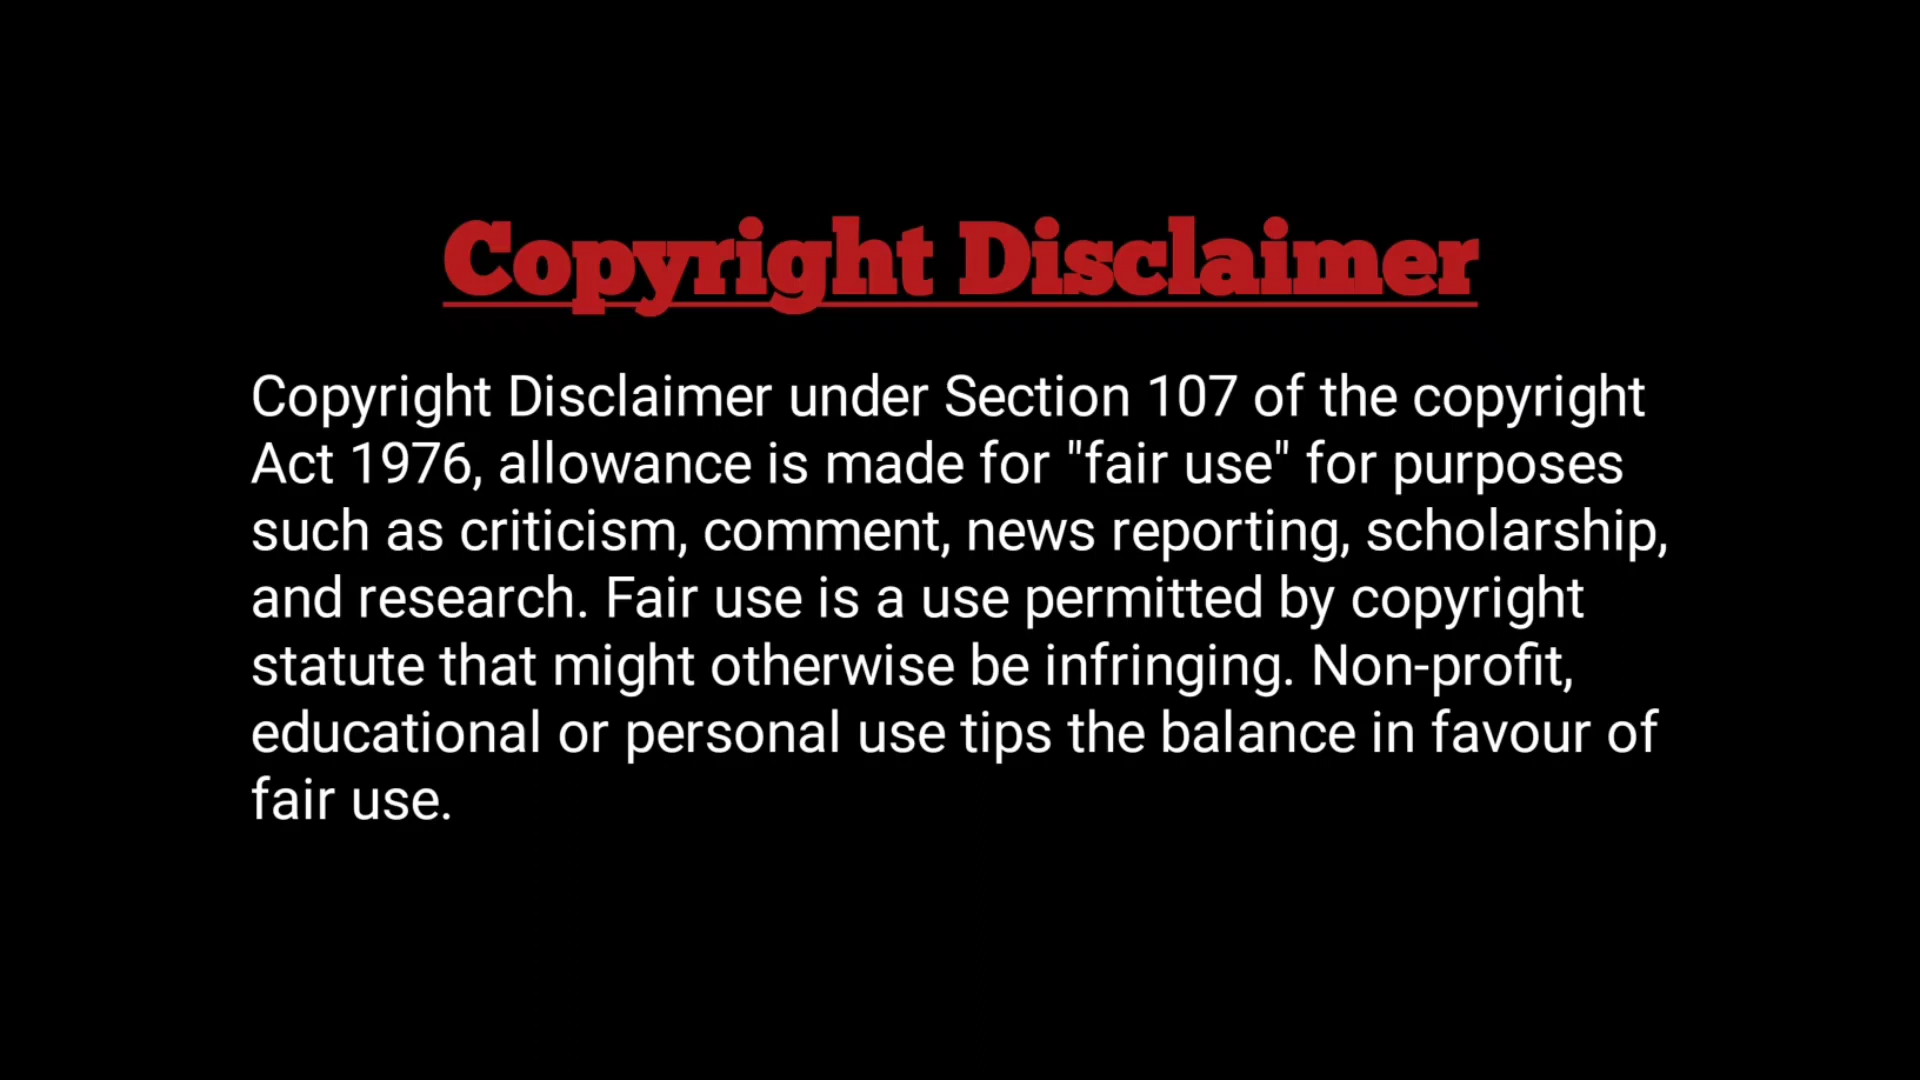 Copyright Disclaimer
Copyright Disclaimer under Section 107 of the copyright
Act 1976, allowance is made for "fair use" for purposes
such as criticism, comment, news reporting, scholarship,
and research. Fair use is a use permitted by copyright
statute that might otherwise be infringing. Non-profit,
educational or personal use tips the balance in favour of
fair use.